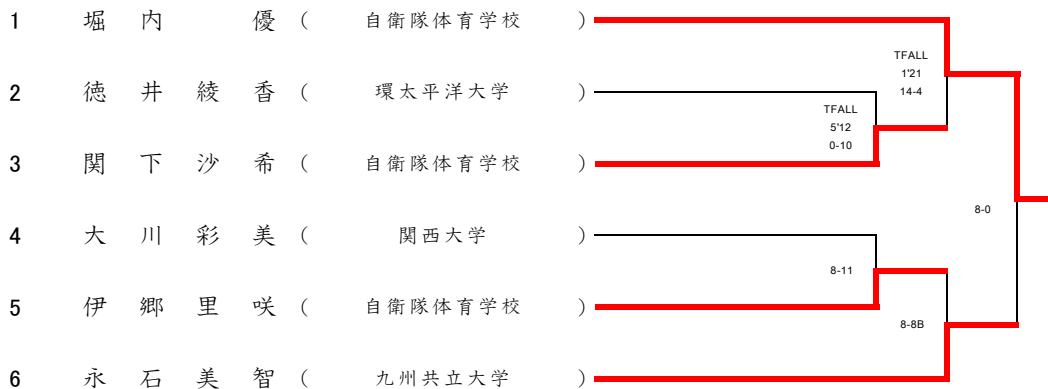 1 堀内 優 ( 自衛隊体育学校 )
TFALL
1'21
14-4
2 徳井綾香 ( 環太平洋大学 )
TFALL
5'12
0-10
3 関下沙希 ( 自衛隊体育学校 )
8-0
4 大川彩美 ( 関西大学 )
8-11
5 伊郷里咲 ( 自衛隊体育学校 )
8-8B
6 永石美智 ( 九州共立大学 )